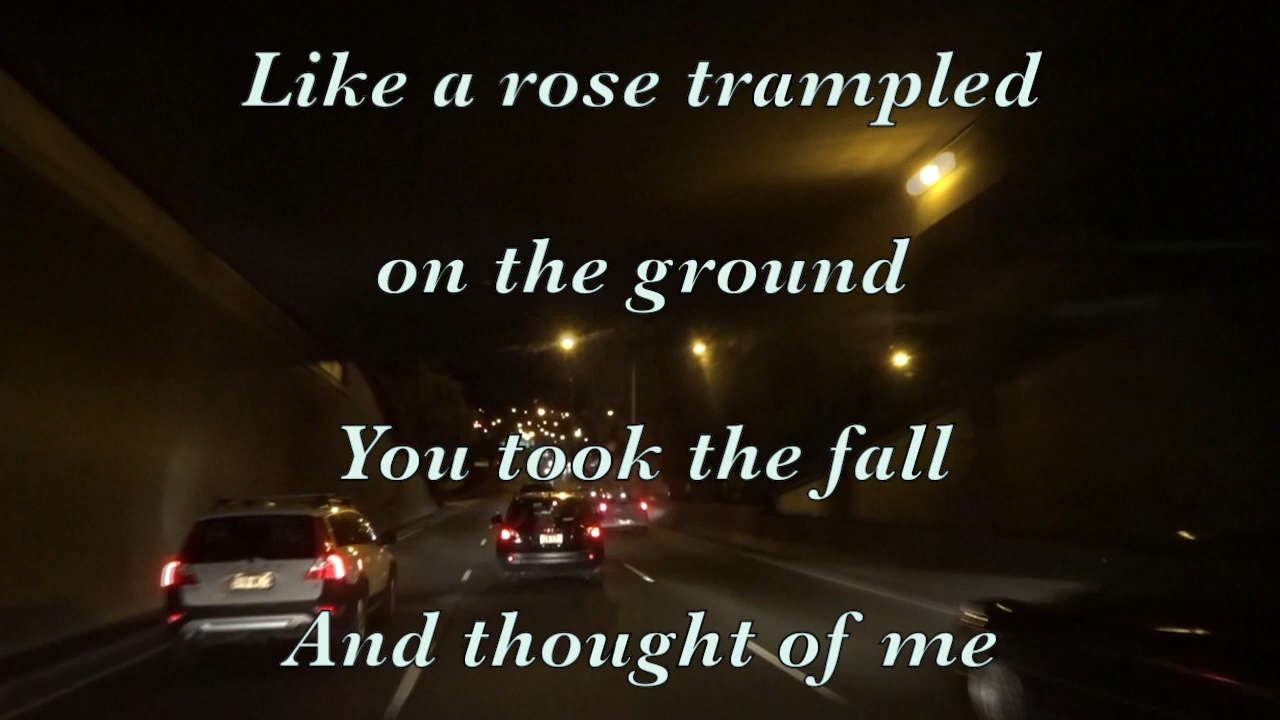 Like a rose trampled
on the ground
You took the fall
And thought of me